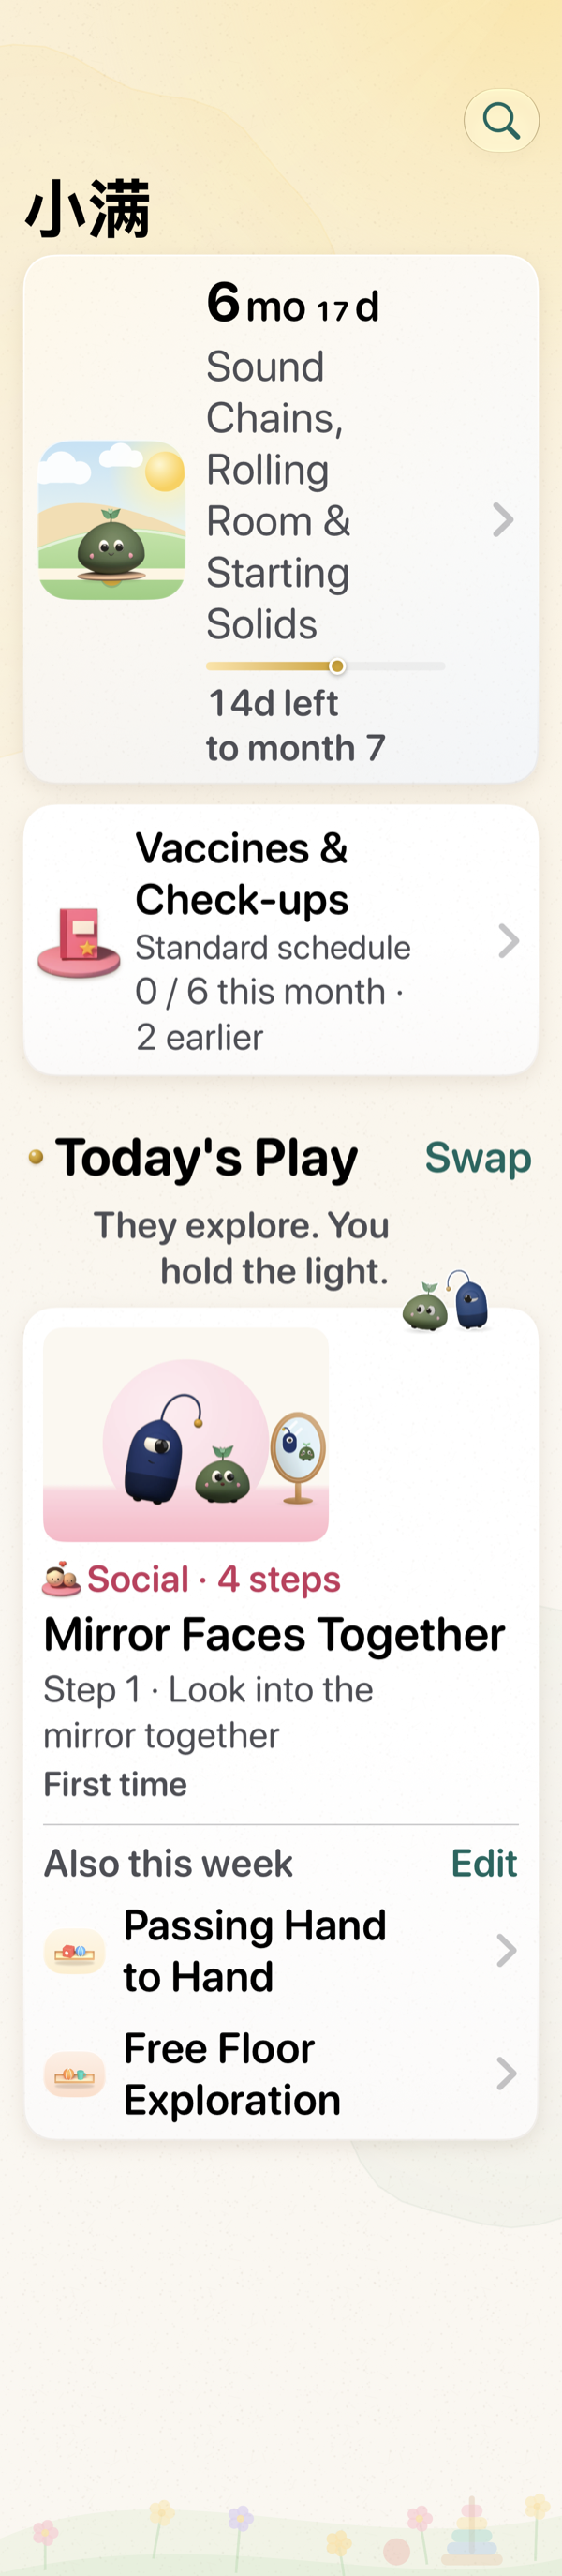 小满
6 mo 17 d
Sound
Chains,
Rolling
Room &
Starting
Solids
14d left
to month 7
Vaccines &
Check-ups
Standard schedule
0 / 6 this month ·
2 earlier
Today's Play
Swap
They explore. You
hold the light.
Social · 4 steps
Mirror Faces Together
Step 1 · Look into the
mirror together
First time
Also this week
Edit
Passing Hand
to Hand
Free Floor
Exploration